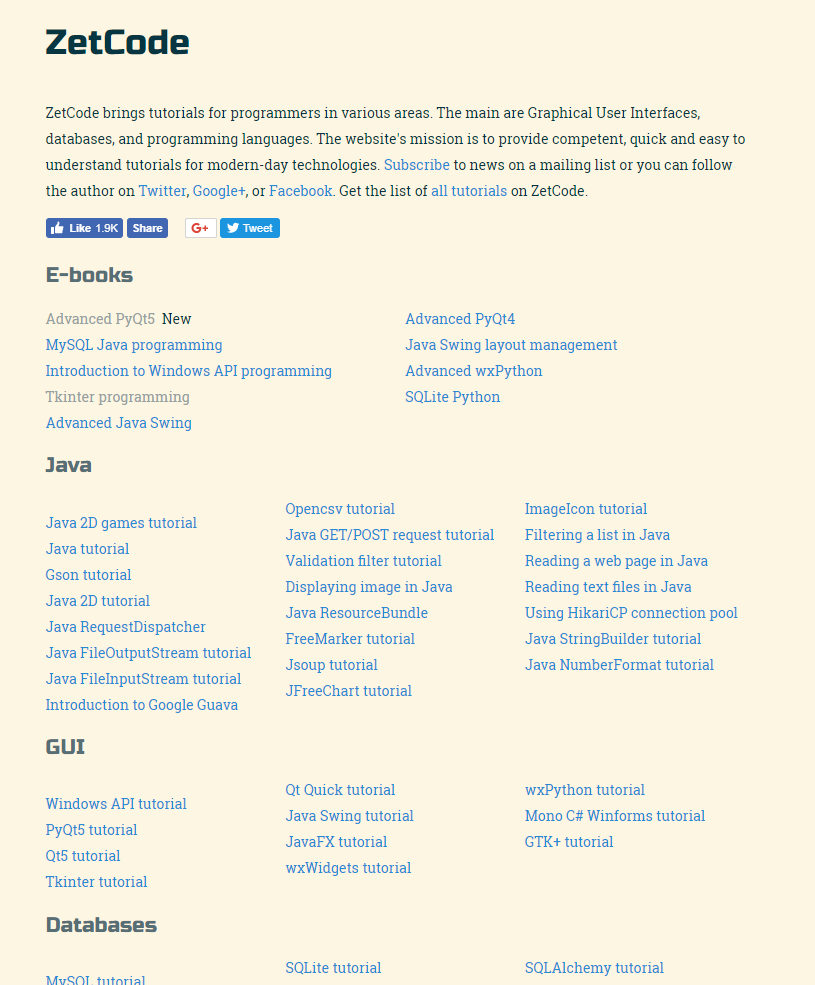 ZetCode
ZetCode brings tutorials for programmers in various areas. The main are Graphical User Interfaces,
databases, and programming languages. The website's mission is to provide competent, quick and easy to
understand tutorials for modern-day technologies. Subscribe to news on a mailing list or you can follow
the author on Twitter, Google+, or Facebook. Get the list of all tutorials on ZetCode.
Like 1.9K Share G+ Tweet
E-books
Advanced PyQt5 New
MySQL Java programming
Introduction to Windows API programming
Tkinter programming
Advanced Java Swing
Advanced PyQt4
Java Swing layout management
Advanced wxPython
SQLite Python
Java
Java 2D games tutorial
Java tutorial
Gson tutorial
Java 2D tutorial
Java RequestDispatcher
Java FileOutputStream tutorial
Java FileInputStream tutorial
Introduction to Google Guava
Opencsv tutorial
Java GET/POST request tutorial
Validation filter tutorial
Displaying image in Java
Java ResourceBundle
FreeMarker tutorial
Jsoup tutorial
JFreeChart tutorial
ImageIcon tutorial
Filtering a list in Java
Reading a web page in Java
Reading text files in Java
Using HikariCP connection pool
Java StringBuilder tutorial
Java NumberFormat tutorial
GUI
Windows API tutorial
PyQt5 tutorial
Qt5 tutorial
Tkinter tutorial
Qt Quick tutorial
Java Swing tutorial
JavaFX tutorial
wxWidgets tutorial
wxPython tutorial
Mono C# Winforms tutorial
GTK+ tutorial
Databases
MySQL tutorial
SQLite tutorial
SQLAlchemy tutorial